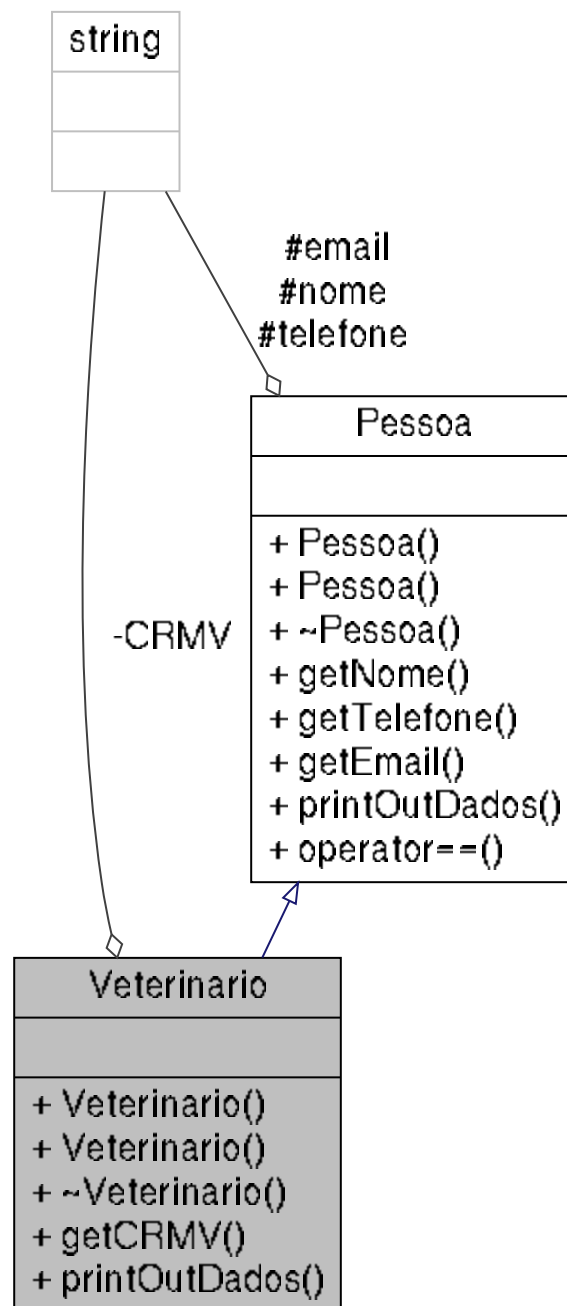 string
#email
#nome
#telefone
Pessoa
+ Pessoa()
+ Pessoa()
+ ~Pessoa()
+ getNome()
+ getTelefone()
+ getEmail()
+ printOutDados()
+ operator==()
-CRMV
Veterinario
+ Veterinario()
+ Veterinario()
+ ~Veterinario()
+ getCRMV()
+ printOutDados()